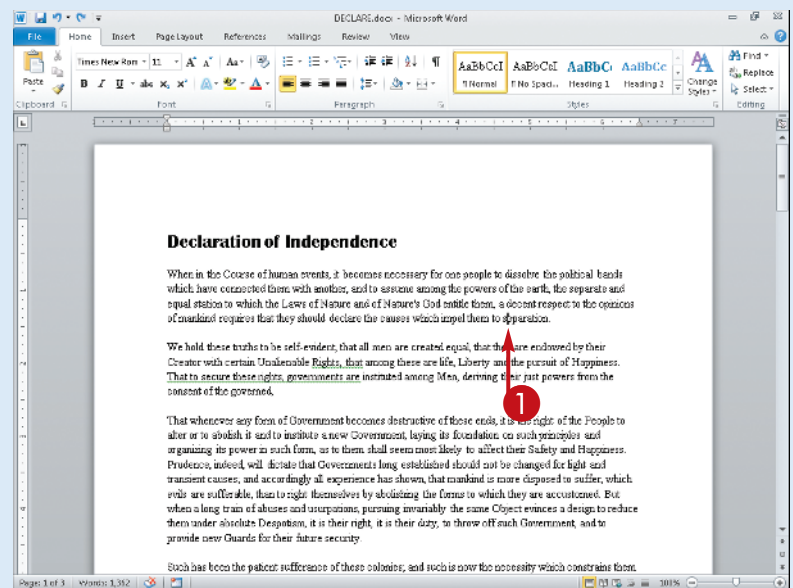 DECLARE.docx - Microsoft Word
File Home Insert Page Layout References Mailings Review View
Times New Rom 11 A A Aa
Paste
B I U abc x₂ x² A A
AaBbCcI AaBbCcI AaBbC AaBbCc
¶ Normal ¶ No Spaci... Heading 1 Heading 2
Change Styles
Find
Replace
Select
Clipboard Font Paragraph Styles Editing
1 2 3 4 5 6 7
Declaration of Independence
When in the Course of human events, it becomes necessary for one people to dissolve the political bands
which have connected them with another, and to assume among the powers of the earth, the separate and
equal station to which the Laws of Nature and of Nature's God entitle them, a decent respect to the opinions
of mankind requires that they should declare the causes which impel them to separation.
We hold these truths to be self-evident, that all men are created equal, that they are endowed by their
Creator with certain Unalienable Rights, that among these are life, Liberty and the pursuit of Happiness.
That to secure these rights, governments are instituted among Men, deriving their just powers from the
consent of the governed,
1
That whenever any form of Government becomes destructive of these ends, it is the right of the People to
alter or to abolish it and to institute a new Government, laying its foundation on such principles and
organizing its power in such form, as to them shall seem most likely to affect their Safety and Happiness.
Prudence, indeed, will dictate that Governments long established should not be changed for light and
transient causes, and accordingly all experience has shown, that mankind is more disposed to suffer, which
evils are sufferable, than to right themselves by abolishing the forms to which they are accustomed. But
when a long train of abuses and usurpations, pursuing invariably the same Object evinces a design to reduce
them under absolute Despotism, it is their right, it is their duty, to throw off such Government, and to
provide new Guards for their future security.
Such has been the patient sufferance of these colonies, and such is now the necessity which constrains them
Page: 1 of 3 Words: 1,362 100%